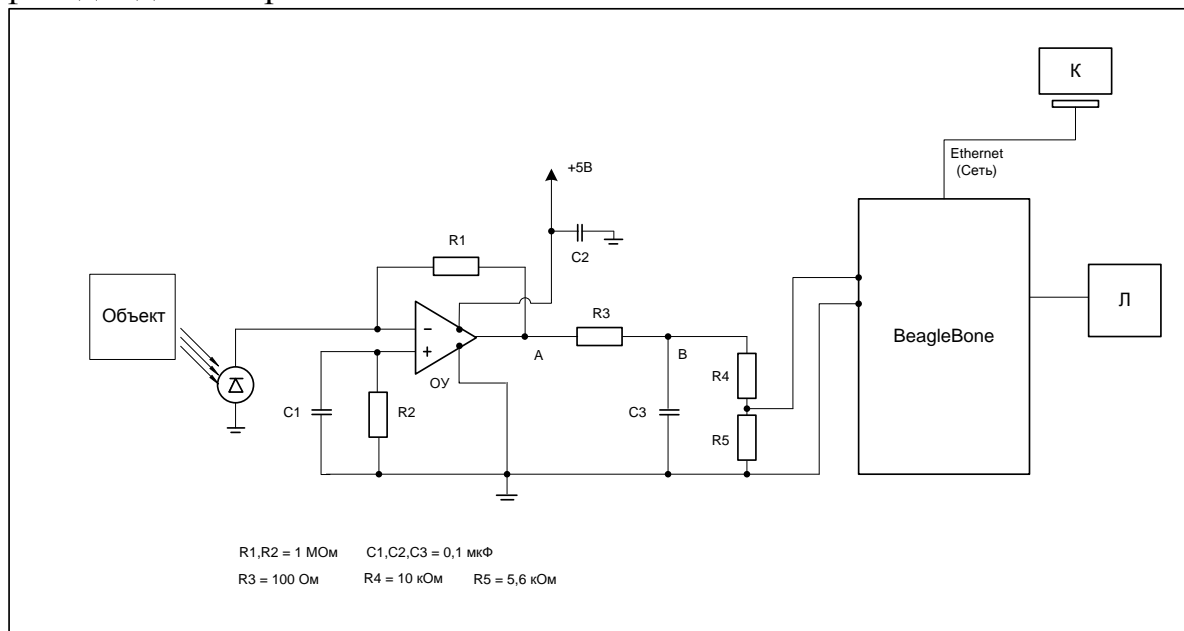 К
Ethernet
(Сеть)
+5В
C2
R1
Объект
−
+
ОУ
A
R3
B
R4
C1
R2
C3
R5
BeagleBone
Л
R1,R2 = 1 МОм C1,C2,C3 = 0,1 мкФ
R3 = 100 Ом R4 = 10 кОм R5 = 5,6 кОм